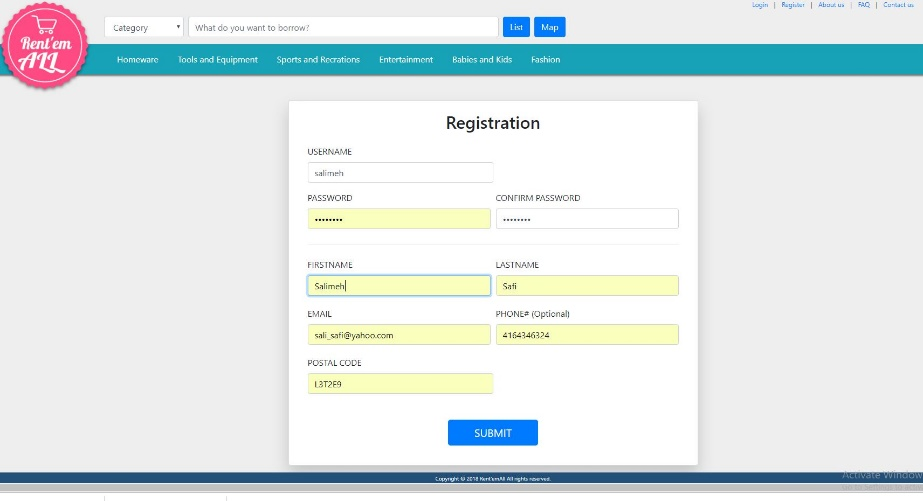 Login | Register | About us | FAQ | Contact us
Rent'em
ALL
Category
What do you want to borrow?
List
Map
Homeware Tools and Equipment Sports and Recrations Entertainment Babies and Kids Fashion
Registration
USERNAME
salimeh
PASSWORD CONFIRM PASSWORD
•••••••• ••••••••
FIRSTNAME LASTNAME
Salimeh Safi
EMAIL PHONE# (Optional)
sali_safi@yahoo.com 4164346324
POSTAL CODE
L3T2E9
SUBMIT
Activate Window
Copyright © 2018 Rent'emAll All rights reserved.